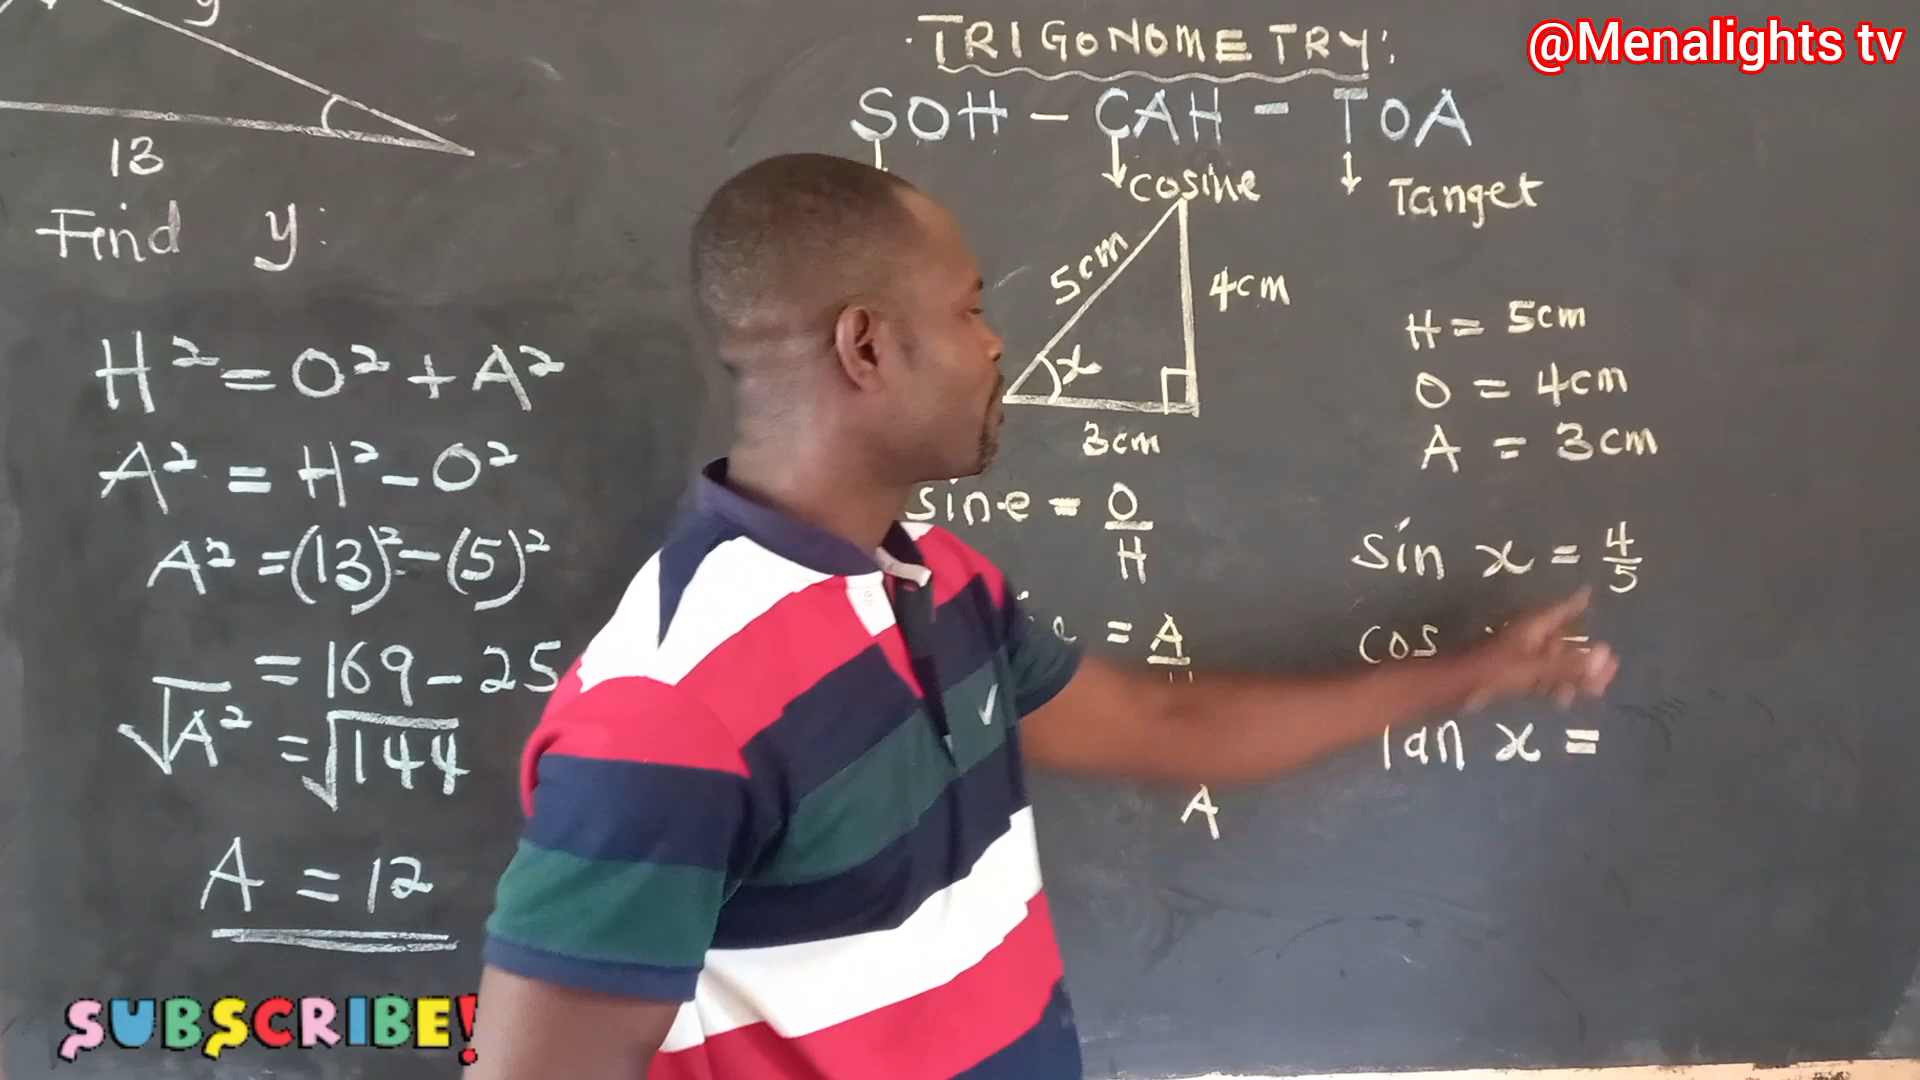 @Menalights tv
y
13
Find y:
H² = O² + A²
A² = H² - O²
A² = (13)² - (5)²
= 169 - 25
√A² = √144
A = 12
SUBSCRIBE!
TRIGONOMETRY:
SOH - CAH - TOA
cosine
Tanget
5cm
4cm
x
3cm
H = 5cm
O = 4cm
A = 3cm
sine = O/H
= A
A
sin x = 4/5
cos =
tan x =